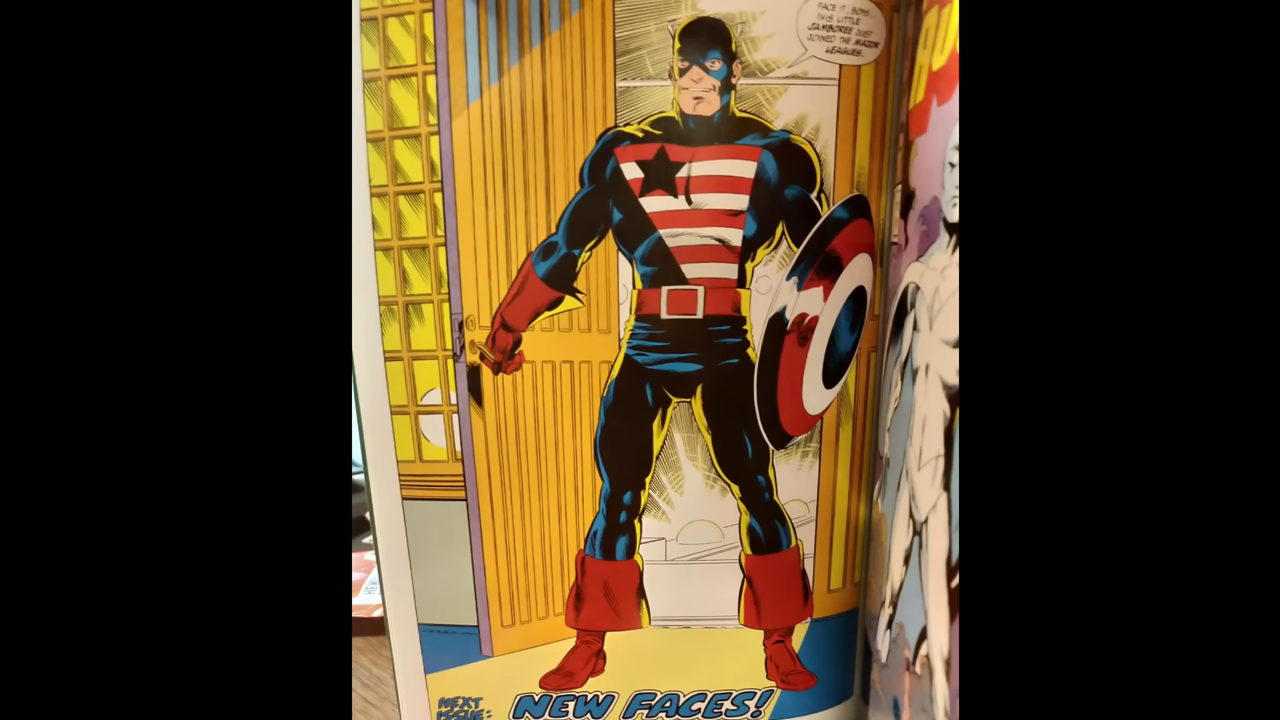 FACE IT, BOYS.
THIS LITTLE
JAMBOREE JUST
JOINED THE MAJOR
LEAGUES.
NEXT
ISSUE:
NEW FACES!